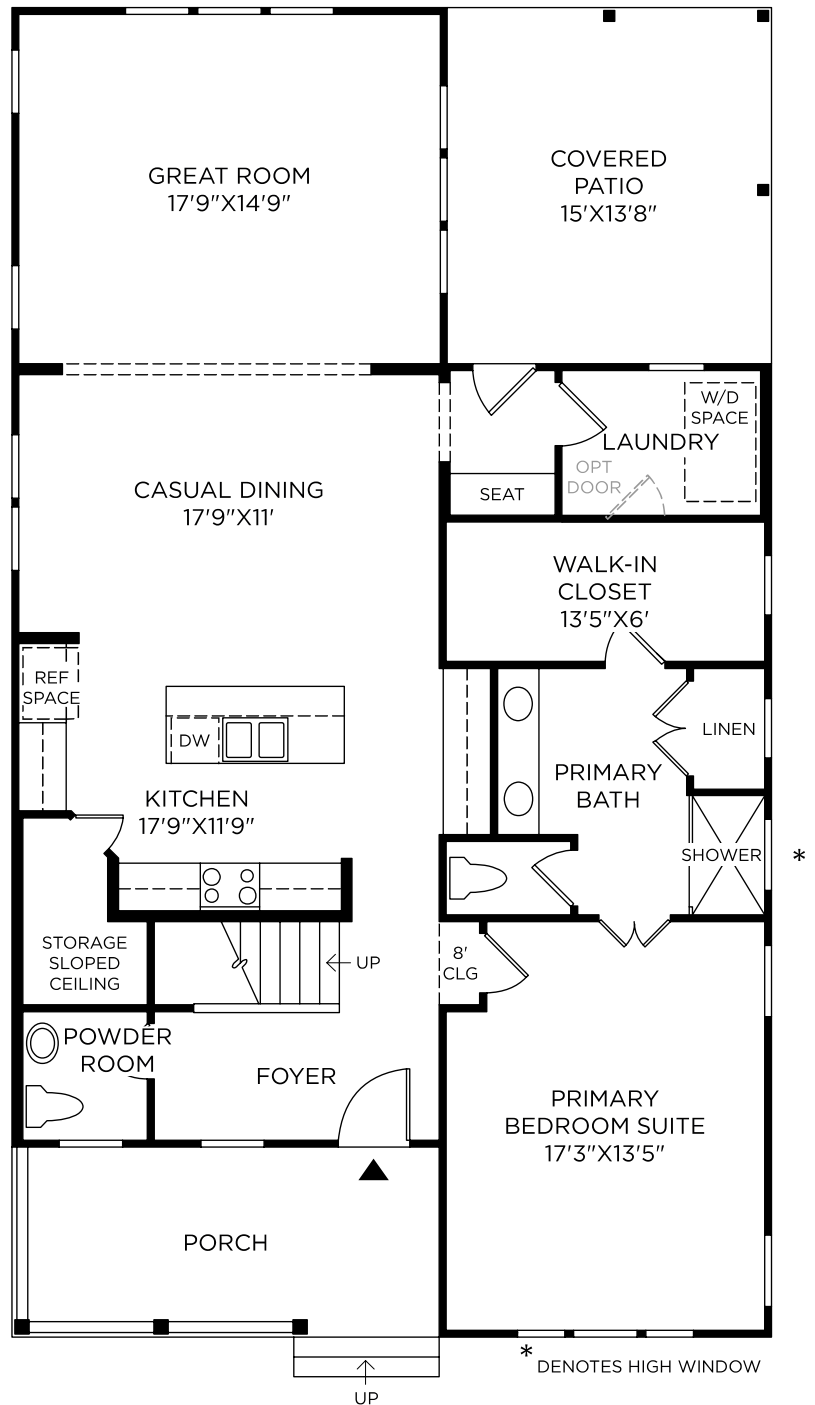 GREAT ROOM
17'9"X14'9"
COVERED
PATIO
15'X13'8"
W/D
SPACE
LAUNDRY
OPT
DOOR
SEAT
CASUAL DINING
17'9"X11'
WALK-IN
CLOSET
13'5"X6'
REF
SPACE
DW
LINEN
KITCHEN
17'9"X11'9"
PRIMARY
BATH
SHOWER
*
STORAGE
SLOPED
CEILING
UP
8'
CLG
POWDER
ROOM
FOYER
PRIMARY
BEDROOM SUITE
17'3"X13'5"
PORCH
* DENOTES HIGH WINDOW
UP